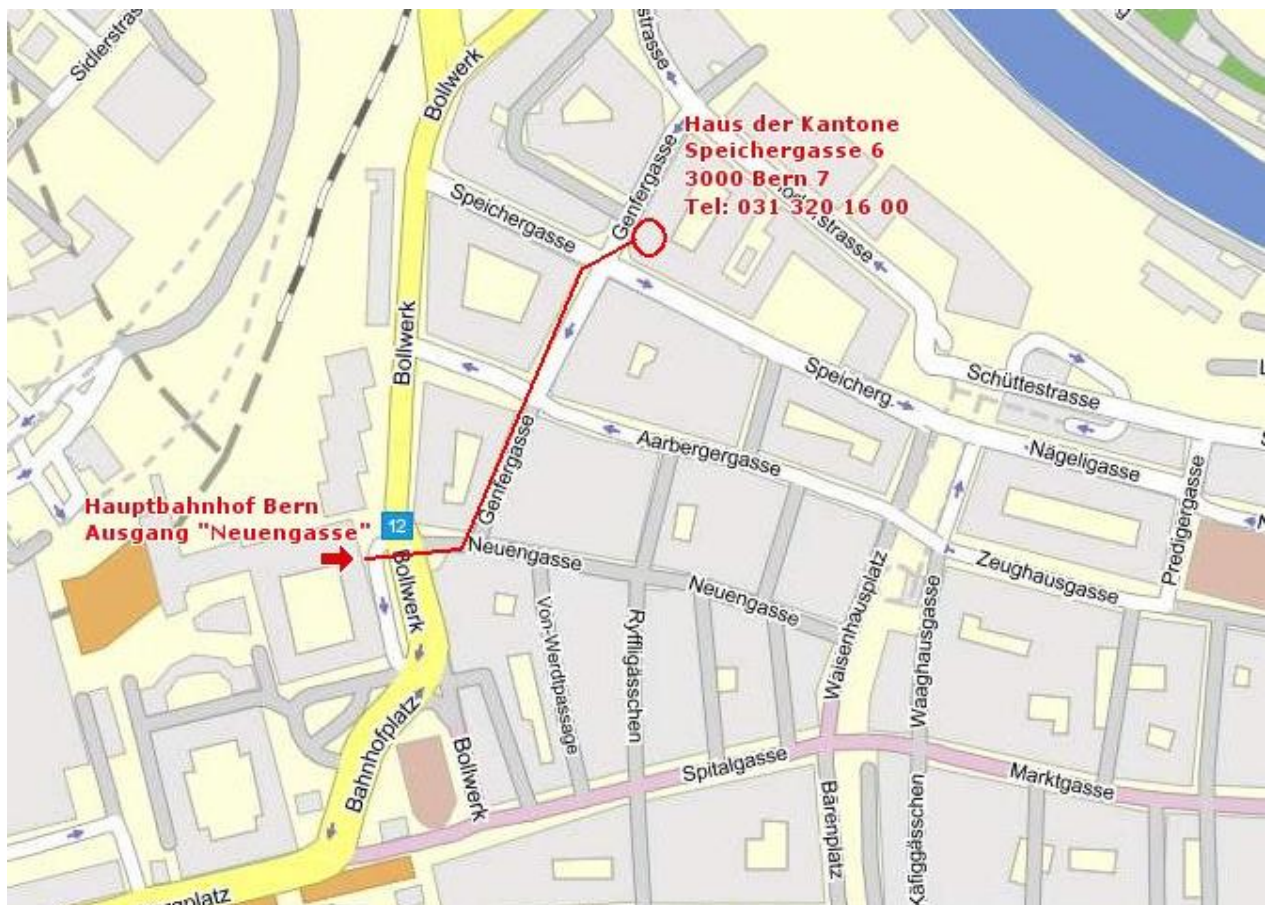 Sidlerstras
Bollwerk
strasse
Haus der Kantone
Speichergasse 6
3000 Bern 7
Tel: 031 320 16 00
Genfergasse
Speichergasse
Bollwerk
Speicherg.
Schüttestrasse
Aarbergergasse
Nägeligasse
Genfergasse
Predigergasse
Hauptbahnhof Bern
Ausgang "Neuengasse"
12
Bollwerk
Neuengasse
Neuengasse
Zeughausgasse
Von-Werdtpassage
Ryffligässchen
Waisenhausplatz
Waaghausgasse
Bahnhofplatz
Bollwerk
Spitalgasse
Marktgasse
Bärenplatz
Käfiggässchen